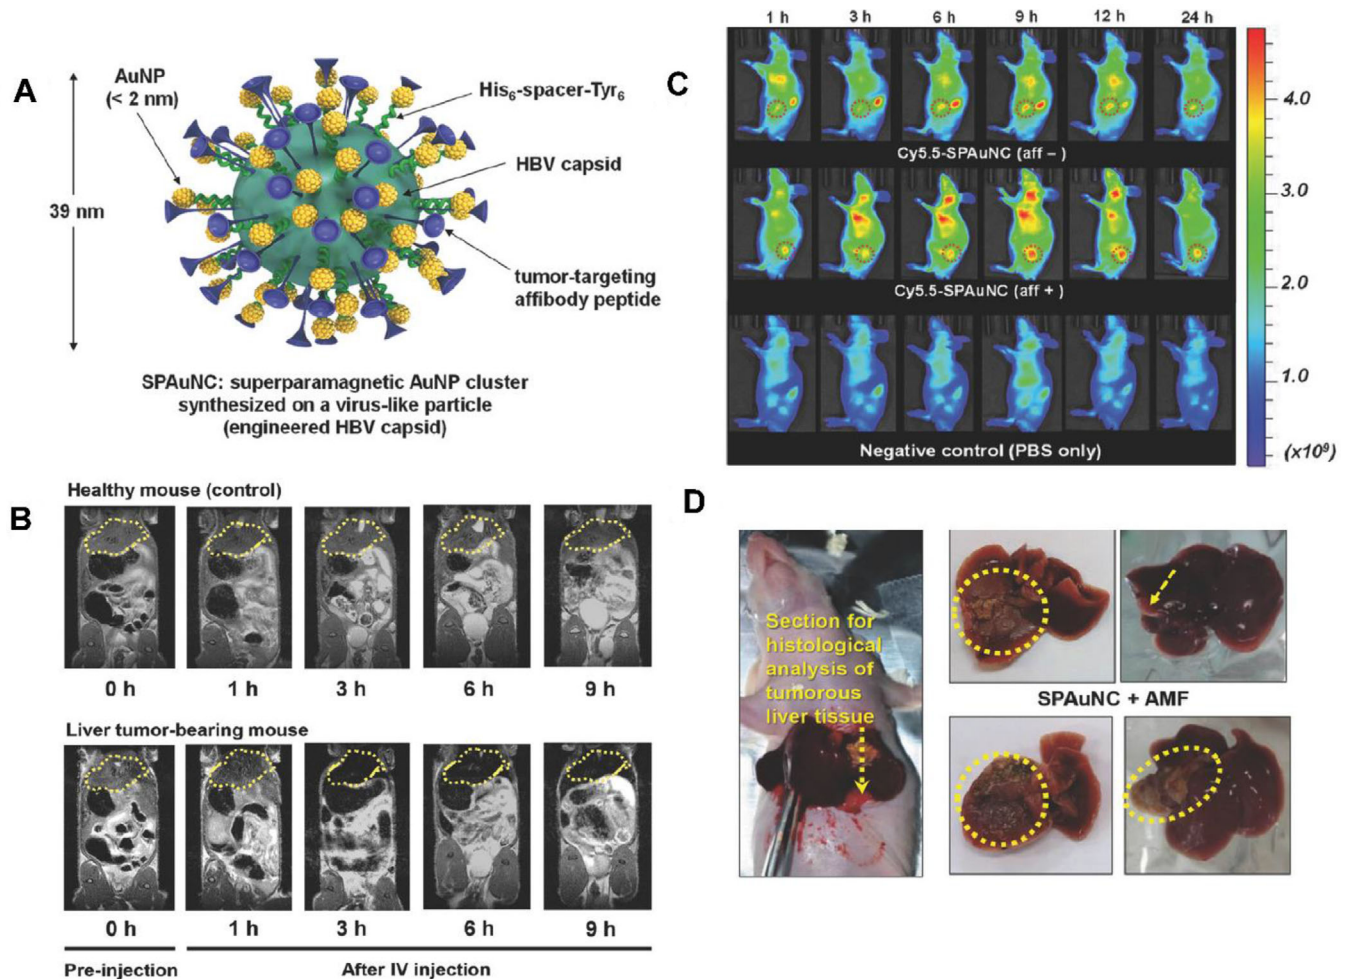 A
AuNP
(< 2 nm)
His₆-spacer-Tyr₆
HBV capsid
39 nm
tumor-targeting
affibody peptide
SPAuNC: superparamagnetic AuNP cluster
synthesized on a virus-like particle
(engineered HBV capsid)
B
Healthy mouse (control)
0 h 1 h 3 h 6 h 9 h
Liver tumor-bearing mouse
0 h 1 h 3 h 6 h 9 h
Pre-injection After IV injection
C
1 h 3 h 6 h 9 h 12 h 24 h
Cy5.5-SPAuNC (aff – )
Cy5.5-SPAuNC (aff + )
Negative control (PBS only)
4.0
3.0
2.0
1.0
(x10⁹)
D
Section for
histological
analysis of
tumorous
liver tissue
SPAuNC + AMF